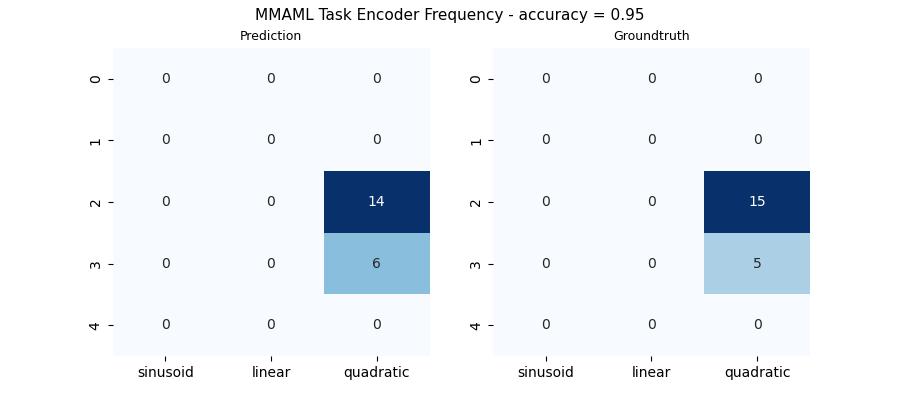 MMAML Task Encoder Frequency - accuracy = 0.95
Prediction
Groundtruth
0 0 0 0 0 0 0 0
1 0 0 0 1 0 0 0
2 0 0 14 2 0 0 15
3 0 0 6 3 0 0 5
4 0 0 0 4 0 0 0
sinusoid linear quadratic sinusoid linear quadratic